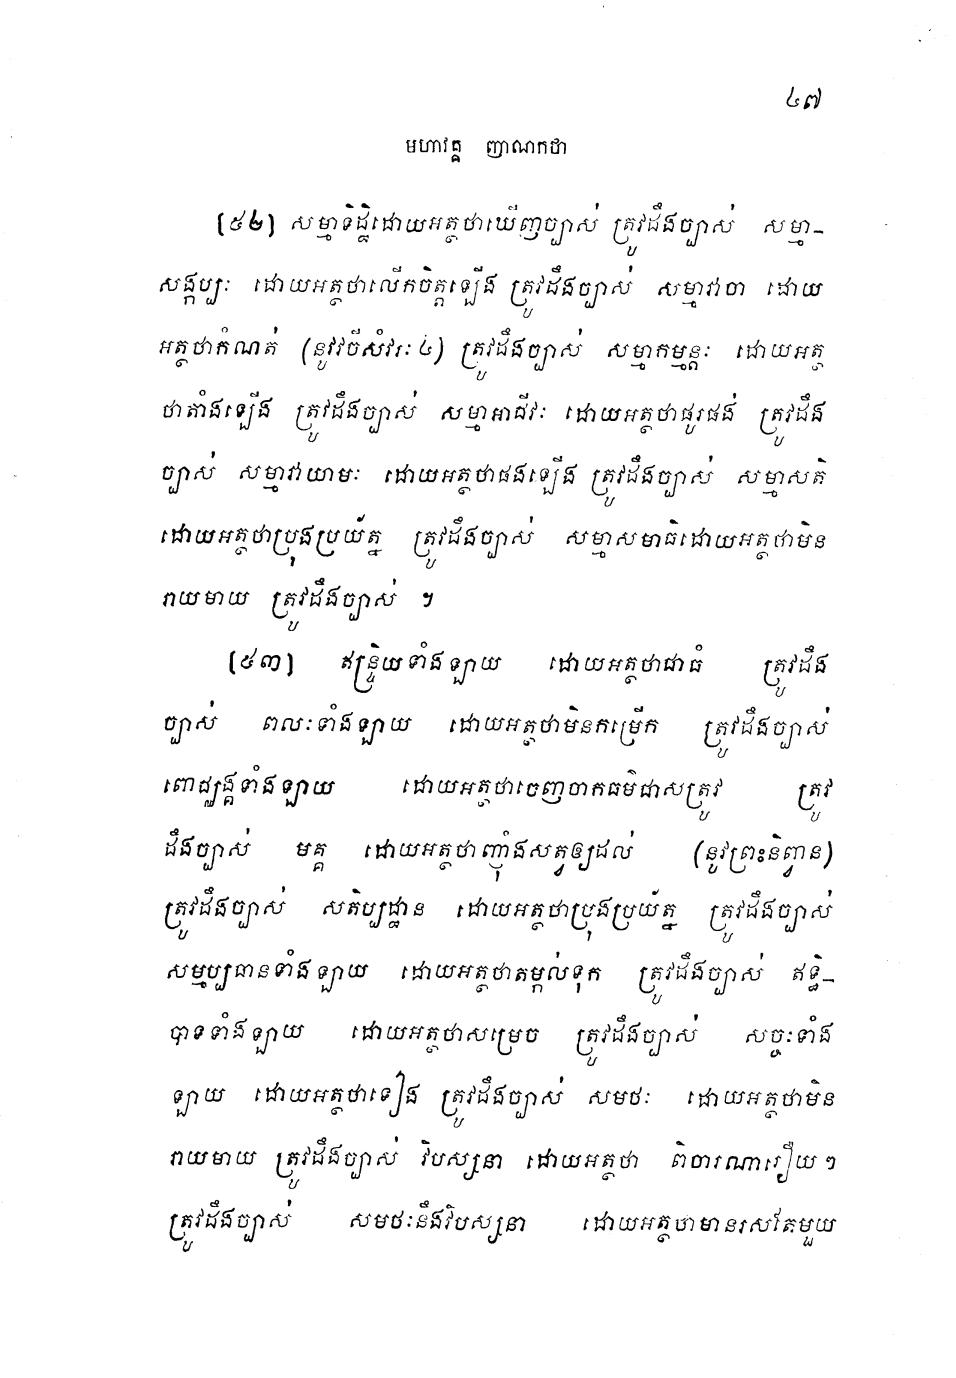 ៤៧
មហាវគ្គ ញាណកថា
[៥២] សម្មាទិដ្ឋិដោយអត្ថថាឃើញច្បាស់ ត្រូវដឹងច្បាស់ សម្មា-
សង្កប្បៈ ដោយអត្ថថាលើកចិត្តឡើង ត្រូវដឹងច្បាស់ សម្មាវាចា ដោយ
អត្ថថាកំណត់ (នូវវចីសំវរៈ ៤) ត្រូវដឹងច្បាស់ សម្មាកម្មន្តៈ ដោយអត្ថ
ថាតាំងឡើង ត្រូវដឹងច្បាស់ សម្មាអាជីវៈ ដោយអត្ថថាផូរផង់ ត្រូវដឹង
ច្បាស់ សម្មាវាយាមៈ ដោយអត្ថថាផងឡើង ត្រូវដឹងច្បាស់ សម្មាសតិ
ដោយអត្ថថាប្រុងប្រយ័ត្ន ត្រូវដឹងច្បាស់ សម្មាសមាធិដោយអត្ថថាមិន
រាយមាយ ត្រូវដឹងច្បាស់ ។
[៥៣] ឥន្ទ្រិយទាំងឡាយ ដោយអត្ថថាជាធំ ត្រូវដឹង
ច្បាស់ ពលៈទាំងឡាយ ដោយអត្ថថាមិនកម្រើក ត្រូវដឹងច្បាស់
ពោជ្ឈង្គទាំងឡាយ ដោយអត្ថថាចេញចាកធម៌ជាសត្រូវ ត្រូវ
ដឹងច្បាស់ មគ្គ ដោយអត្ថថាញ៉ាំងសត្វឲ្យដល់ (នូវព្រះនិព្វាន)
ត្រូវដឹងច្បាស់ សតិប្បដ្ឋាន ដោយអត្ថថាប្រុងប្រយ័ត្ន ត្រូវដឹងច្បាស់
សម្មប្បធានទាំងឡាយ ដោយអត្ថថាតម្កល់ទុក ត្រូវដឹងច្បាស់ ឥទ្ធិ-
បាទទាំងឡាយ ដោយអត្ថថាសម្រេច ត្រូវដឹងច្បាស់ សច្ចៈទាំង
ឡាយ ដោយអត្ថថាទៀង ត្រូវដឹងច្បាស់ សមថៈ ដោយអត្ថថាមិន
រាយមាយ ត្រូវដឹងច្បាស់ វិបស្សនា ដោយអត្ថថា ពិចារណារឿយៗ
ត្រូវដឹងច្បាស់ សមថៈនឹងវិបស្សនា ដោយអត្ថថាមានរសតែមួយ